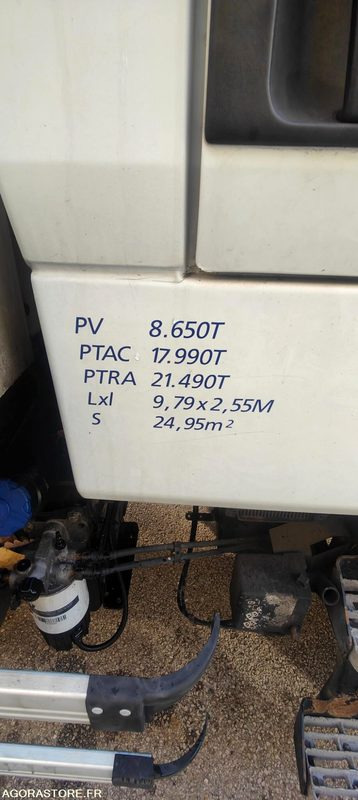 PV 8.650T
PTAC 17.990T
PTRA 21.490T
Lxl 9,79x2,55M
S 24,95m²
AGORASTORE.FR